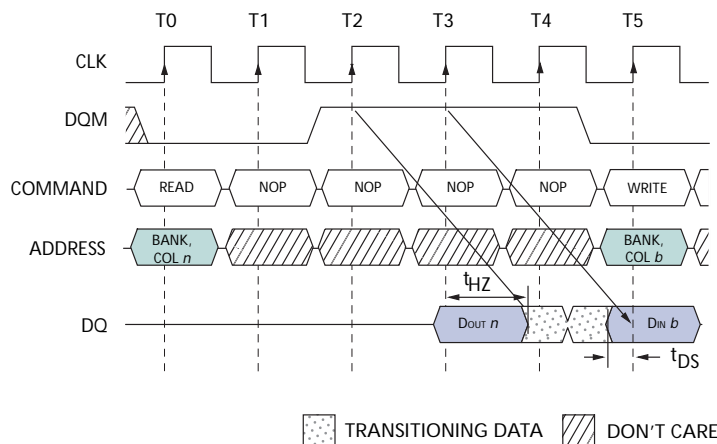 T0 T1 T2 T3 T4 T5
CLK
DQM
COMMAND READ NOP NOP NOP NOP WRITE
ADDRESS BANK, COL n BANK, COL b
tHZ
DQ DOUT n DIN b
tDS
TRANSITIONING DATA DON'T CARE